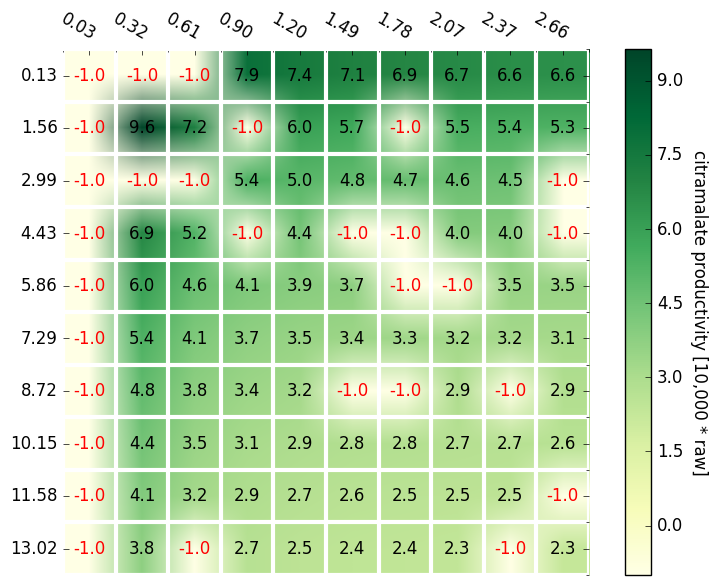 0.03 0.32 0.61 0.90 1.20 1.49 1.78 2.07 2.37 2.66
0.13 -1.0 -1.0 -1.0 7.9 7.4 7.1 6.9 6.7 6.6 6.6
1.56 -1.0 9.6 7.2 -1.0 6.0 5.7 -1.0 5.5 5.4 5.3
2.99 -1.0 -1.0 -1.0 5.4 5.0 4.8 4.7 4.6 4.5 -1.0
4.43 -1.0 6.9 5.2 -1.0 4.4 -1.0 -1.0 4.0 4.0 -1.0
5.86 -1.0 6.0 4.6 4.1 3.9 3.7 -1.0 -1.0 3.5 3.5
7.29 -1.0 5.4 4.1 3.7 3.5 3.4 3.3 3.2 3.2 3.1
8.72 -1.0 4.8 3.8 3.4 3.2 -1.0 -1.0 2.9 -1.0 2.9
10.15 -1.0 4.4 3.5 3.1 2.9 2.8 2.8 2.7 2.7 2.6
11.58 -1.0 4.1 3.2 2.9 2.7 2.6 2.5 2.5 2.5 -1.0
13.02 -1.0 3.8 -1.0 2.7 2.5 2.4 2.4 2.3 -1.0 2.3
9.0
7.5
6.0
4.5
3.0
1.5
0.0
citramalate productivity [10,000 * raw]